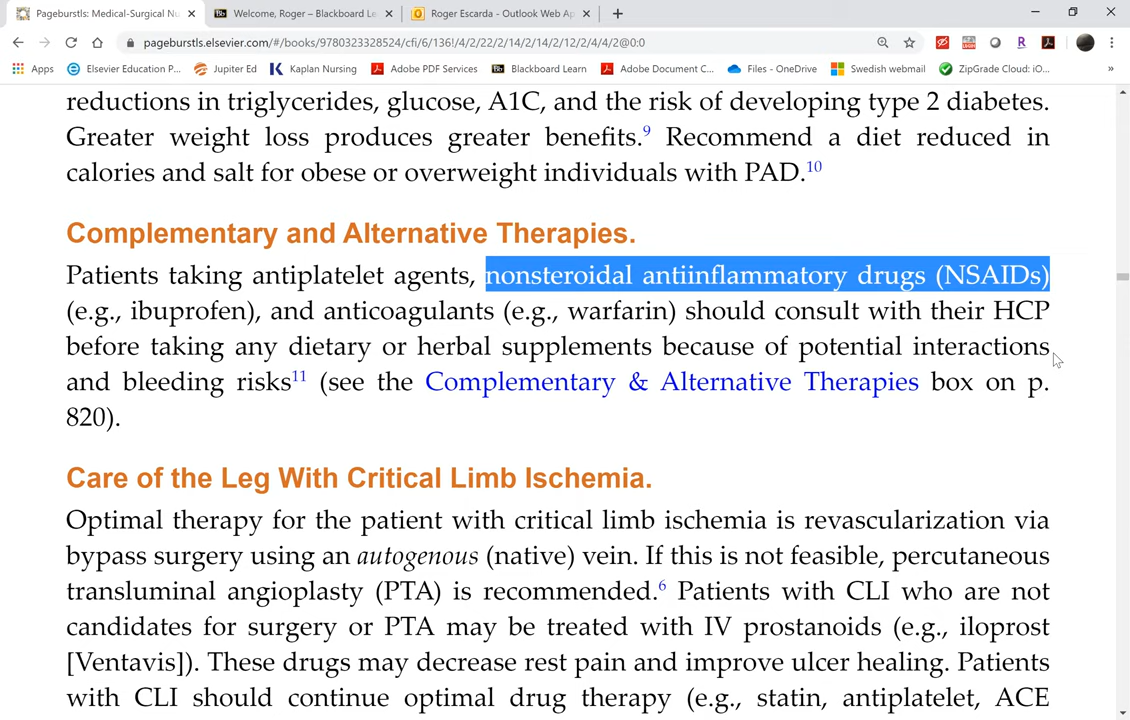 Pageburstls: Medical-Surgical Nu
Welcome, Roger – Blackboard Le
Roger Escarda - Outlook Web Ap
pageburstls.elsevier.com/#/books/9780323328524/cfi/6/136!/4/2/22/2/14/2/14/2/12/2/4/4/2@0:0
Apps
Elsevier Education P...
Jupiter Ed
Kaplan Nursing
Adobe PDF Services
Blackboard Learn
Adobe Document C...
Files - OneDrive
Swedish webmail
ZipGrade Cloud: iO...
»
reductions in triglycerides, glucose, A1C, and the risk of developing type 2 diabetes.
Greater weight loss produces greater benefits.9 Recommend a diet reduced in
calories and salt for obese or overweight individuals with PAD.10
Complementary and Alternative Therapies.
Patients taking antiplatelet agents, nonsteroidal antiinflammatory drugs (NSAIDs)
(e.g., ibuprofen), and anticoagulants (e.g., warfarin) should consult with their HCP
before taking any dietary or herbal supplements because of potential interactions
and bleeding risks11 (see the Complementary & Alternative Therapies box on p.
820).
Care of the Leg With Critical Limb Ischemia.
Optimal therapy for the patient with critical limb ischemia is revascularization via
bypass surgery using an autogenous (native) vein. If this is not feasible, percutaneous
transluminal angioplasty (PTA) is recommended.6 Patients with CLI who are not
candidates for surgery or PTA may be treated with IV prostanoids (e.g., iloprost
[Ventavis]). These drugs may decrease rest pain and improve ulcer healing. Patients
with CLI should continue optimal drug therapy (e.g., statin, antiplatelet, ACE